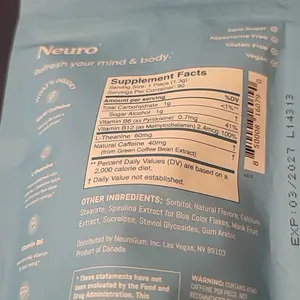 Neuro
Refresh your mind & body.
Sugar Free
Aspartame Free
Gluten Free
Vegan
Supplement Facts
Serving Size: 1 Piece (1.3g)
Servings Per Container: 90
Amount per serving %DV
Total Carbohydrate 1g <1%**
Sugar Alcohol 1g †
Vitamin B6 (as Pyridoxine) 0.7mg 41%
Vitamin B12 (as Methylcobalamin) 2.4mcg 100%
L-Theanine 60mg †
Natural Caffeine 40mg †
(from Green Coffee Bean Extract)
** Percent Daily Values (DV) are based on a
2,000 calorie diet.
† Daily Value not established.
OTHER INGREDIENTS: Sorbitol, Natural Flavors, Calcium
Stearate, Spirulina Extract for Blue Color Flakes, Monk Fruit
Extract, Sucralose, Steviol Glycosides, Gum Arabic
Distributed by NeuroGum, Inc. Las Vegas, NV 89103
Product of Canada
* These statements have not
been evaluated by the Food and
Drug Administration. This
EXP: 03/2027 L14313